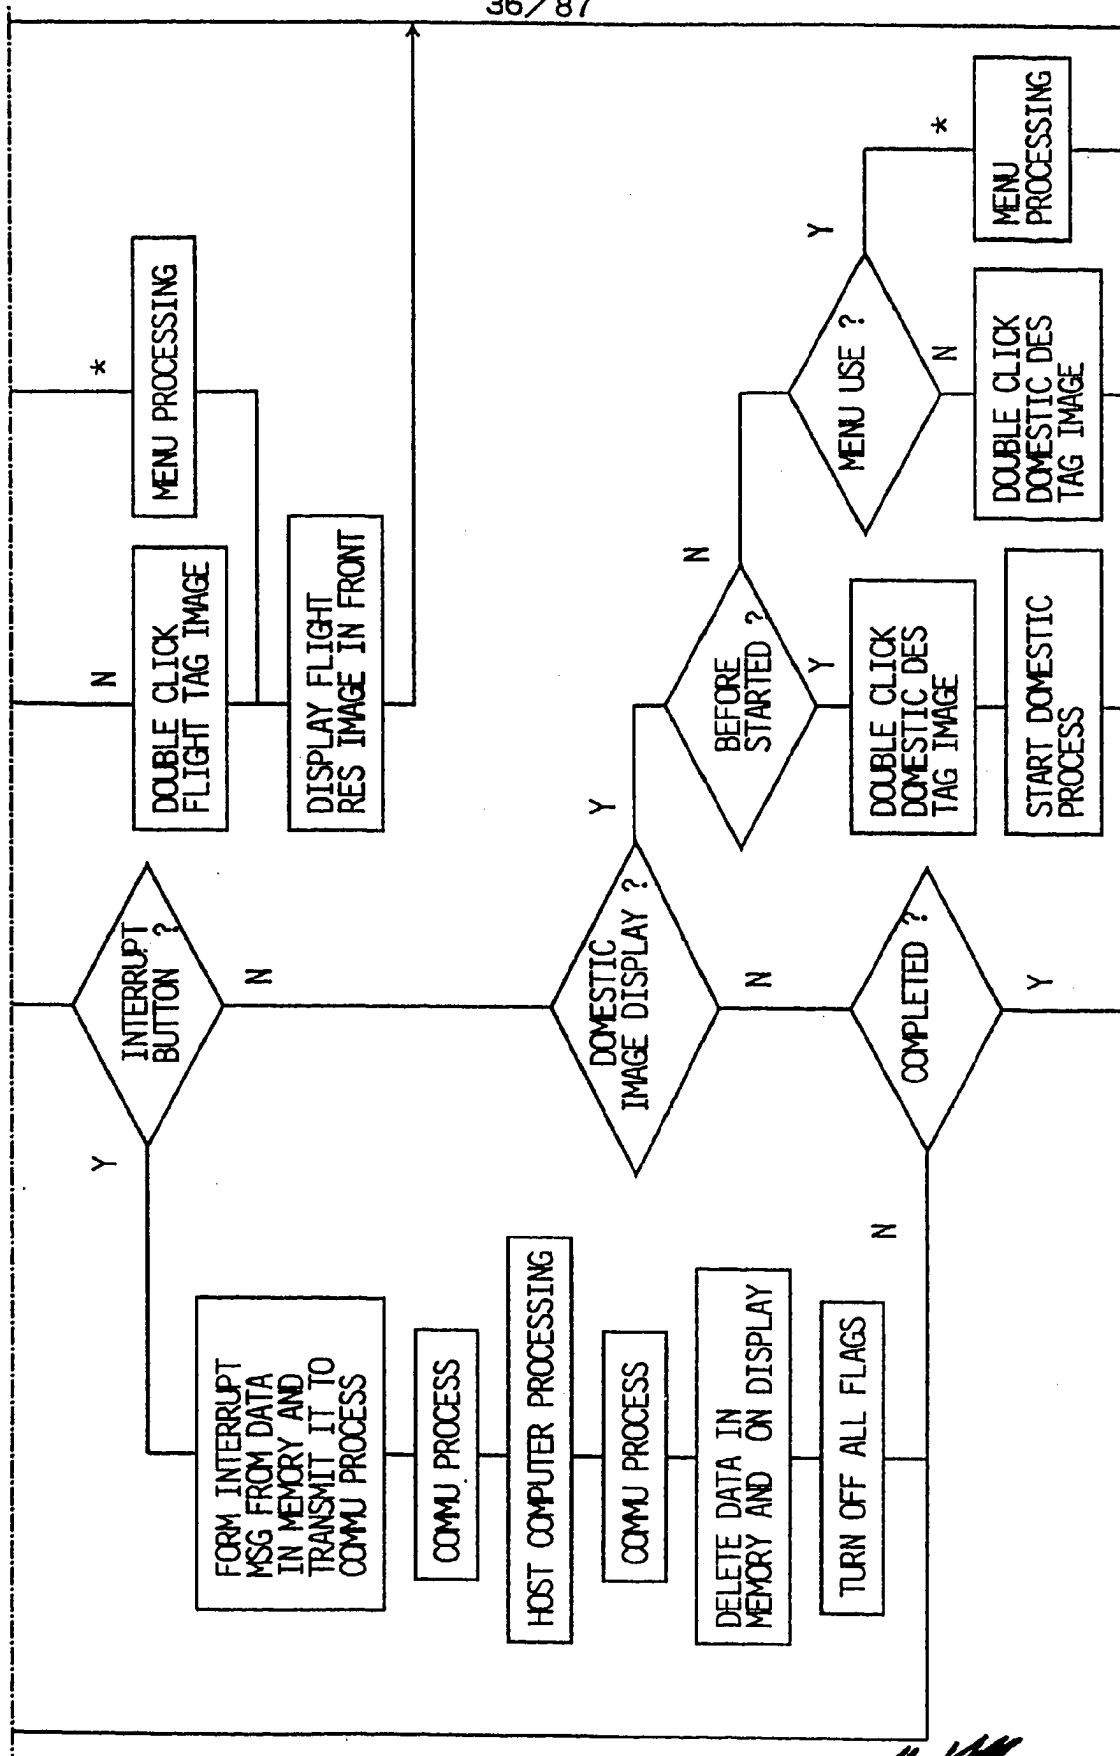 36/87
N
*
DOUBLE CLICK
FLIGHT TAG IMAGE
MENU PROCESSING
DISPLAY FLIGHT
RES IMAGE IN FRONT
INTERRUPT
BUTTON ?
Y
N
FORM INTERRUPT
MSG FROM DATA
IN MEMORY AND
TRANSMIT IT TO
COMMU PROCESS
COMMU PROCESS
HOST COMPUTER PROCESSING
COMMU PROCESS
DELETE DATA IN
MEMORY AND ON DISPLAY
TURN OFF ALL FLAGS
DOMESTIC
IMAGE DISPLAY ?
Y
N
COMPLETED ?
N
Y
BEFORE
STARTED ?
N
Y
DOUBLE CLICK
DOMESTIC DES
TAG IMAGE
START DOMESTIC
PROCESS
MENU USE ?
Y
N
DOUBLE CLICK
DOMESTIC DES
TAG IMAGE
*
MENU
PROCESSING